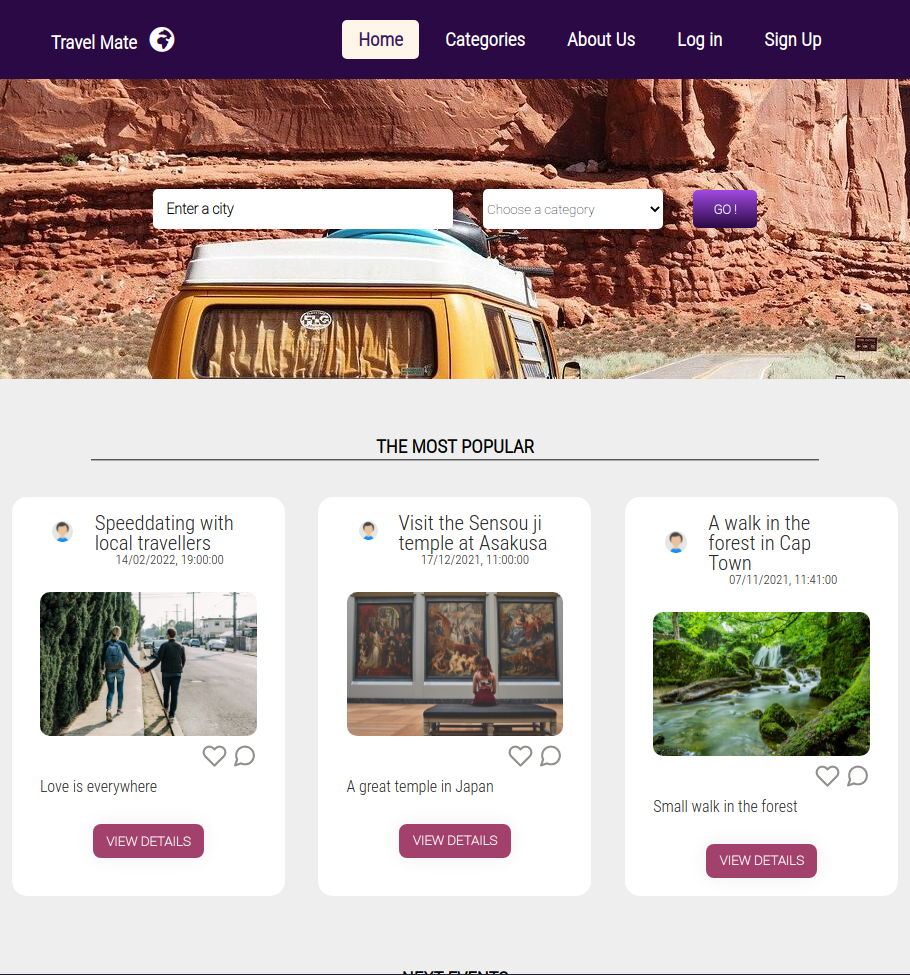 Travel Mate
Home
Categories
About Us
Log in
Sign Up
Enter a city
Choose a category
GO !
THE MOST POPULAR
Speeddating with
local travellers
14/02/2022, 19:00:00
Love is everywhere
VIEW DETAILS
Visit the Sensou ji
temple at Asakusa
17/12/2021, 11:00:00
A great temple in Japan
VIEW DETAILS
A walk in the
forest in Cap
Town
07/11/2021, 11:41:00
Small walk in the forest
VIEW DETAILS
NEXT EVENTS